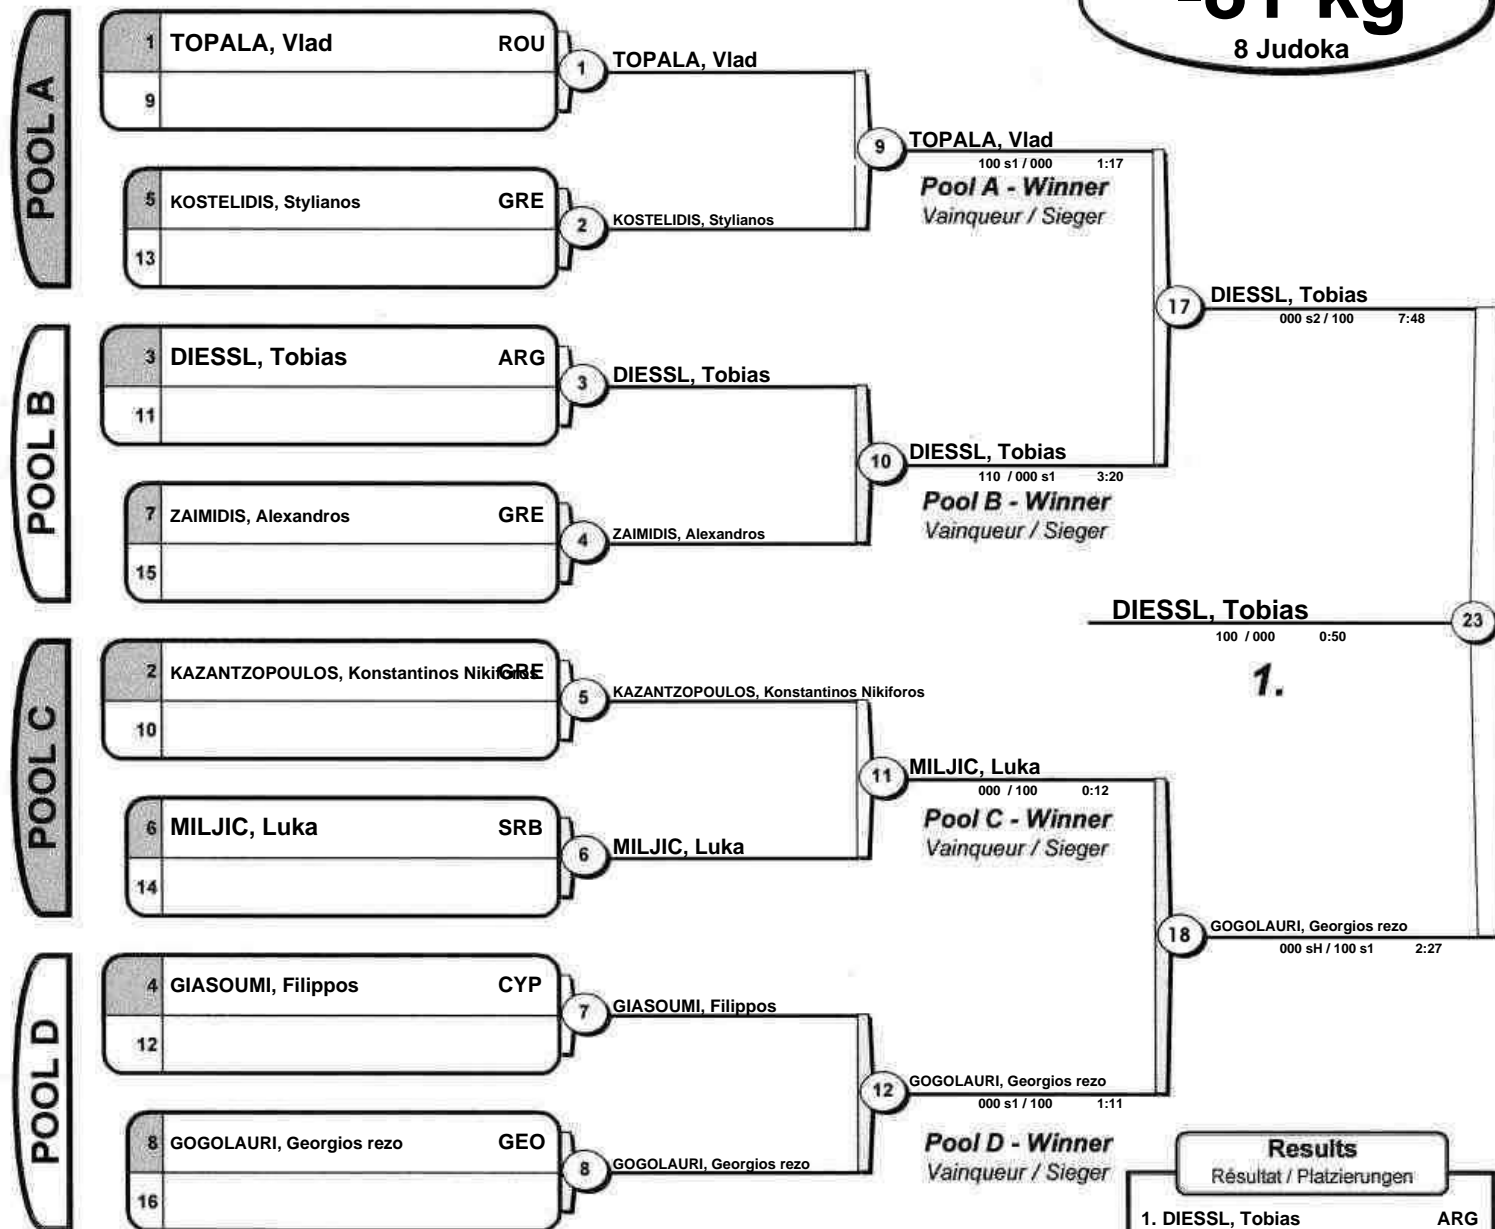 -81 kg
8 Judoka
POOL A
1 TOPALA, Vlad ROU
9
1
TOPALA, Vlad
5 KOSTELIDIS, Stylianos GRE
13
2
KOSTELIDIS, Stylianos
9
TOPALA, Vlad
100 s1 / 000 1:17
Pool A - Winner
Vainqueur / Sieger
17
DIESSL, Tobias
000 s2 / 100 7:48
POOL B
3 DIESSL, Tobias ARG
11
3
DIESSL, Tobias
7 ZAIMIDIS, Alexandros GRE
15
4
ZAIMIDIS, Alexandros
10
DIESSL, Tobias
110 / 000 s1 3:20
Pool B - Winner
Vainqueur / Sieger
DIESSL, Tobias
100 / 000 0:50
23
1.
POOL C
2 KAZANTZOPOULOS, Konstantinos Nikiforos GRE
10
5
KAZANTZOPOULOS, Konstantinos Nikiforos
6 MILJIC, Luka SRB
14
6
MILJIC, Luka
11
MILJIC, Luka
000 / 100 0:12
Pool C - Winner
Vainqueur / Sieger
18
GOGOLAURI, Georgios rezo
000 sH / 100 s1 2:27
POOL D
4 GIASOUMI, Filippos CYP
12
7
GIASOUMI, Filippos
8 GOGOLAURI, Georgios rezo GEO
16
8
GOGOLAURI, Georgios rezo
12
GOGOLAURI, Georgios rezo
000 s1 / 100 1:11
Pool D - Winner
Vainqueur / Sieger
Results
Résultat / Platzierungen
1. DIESSL, Tobias ARG